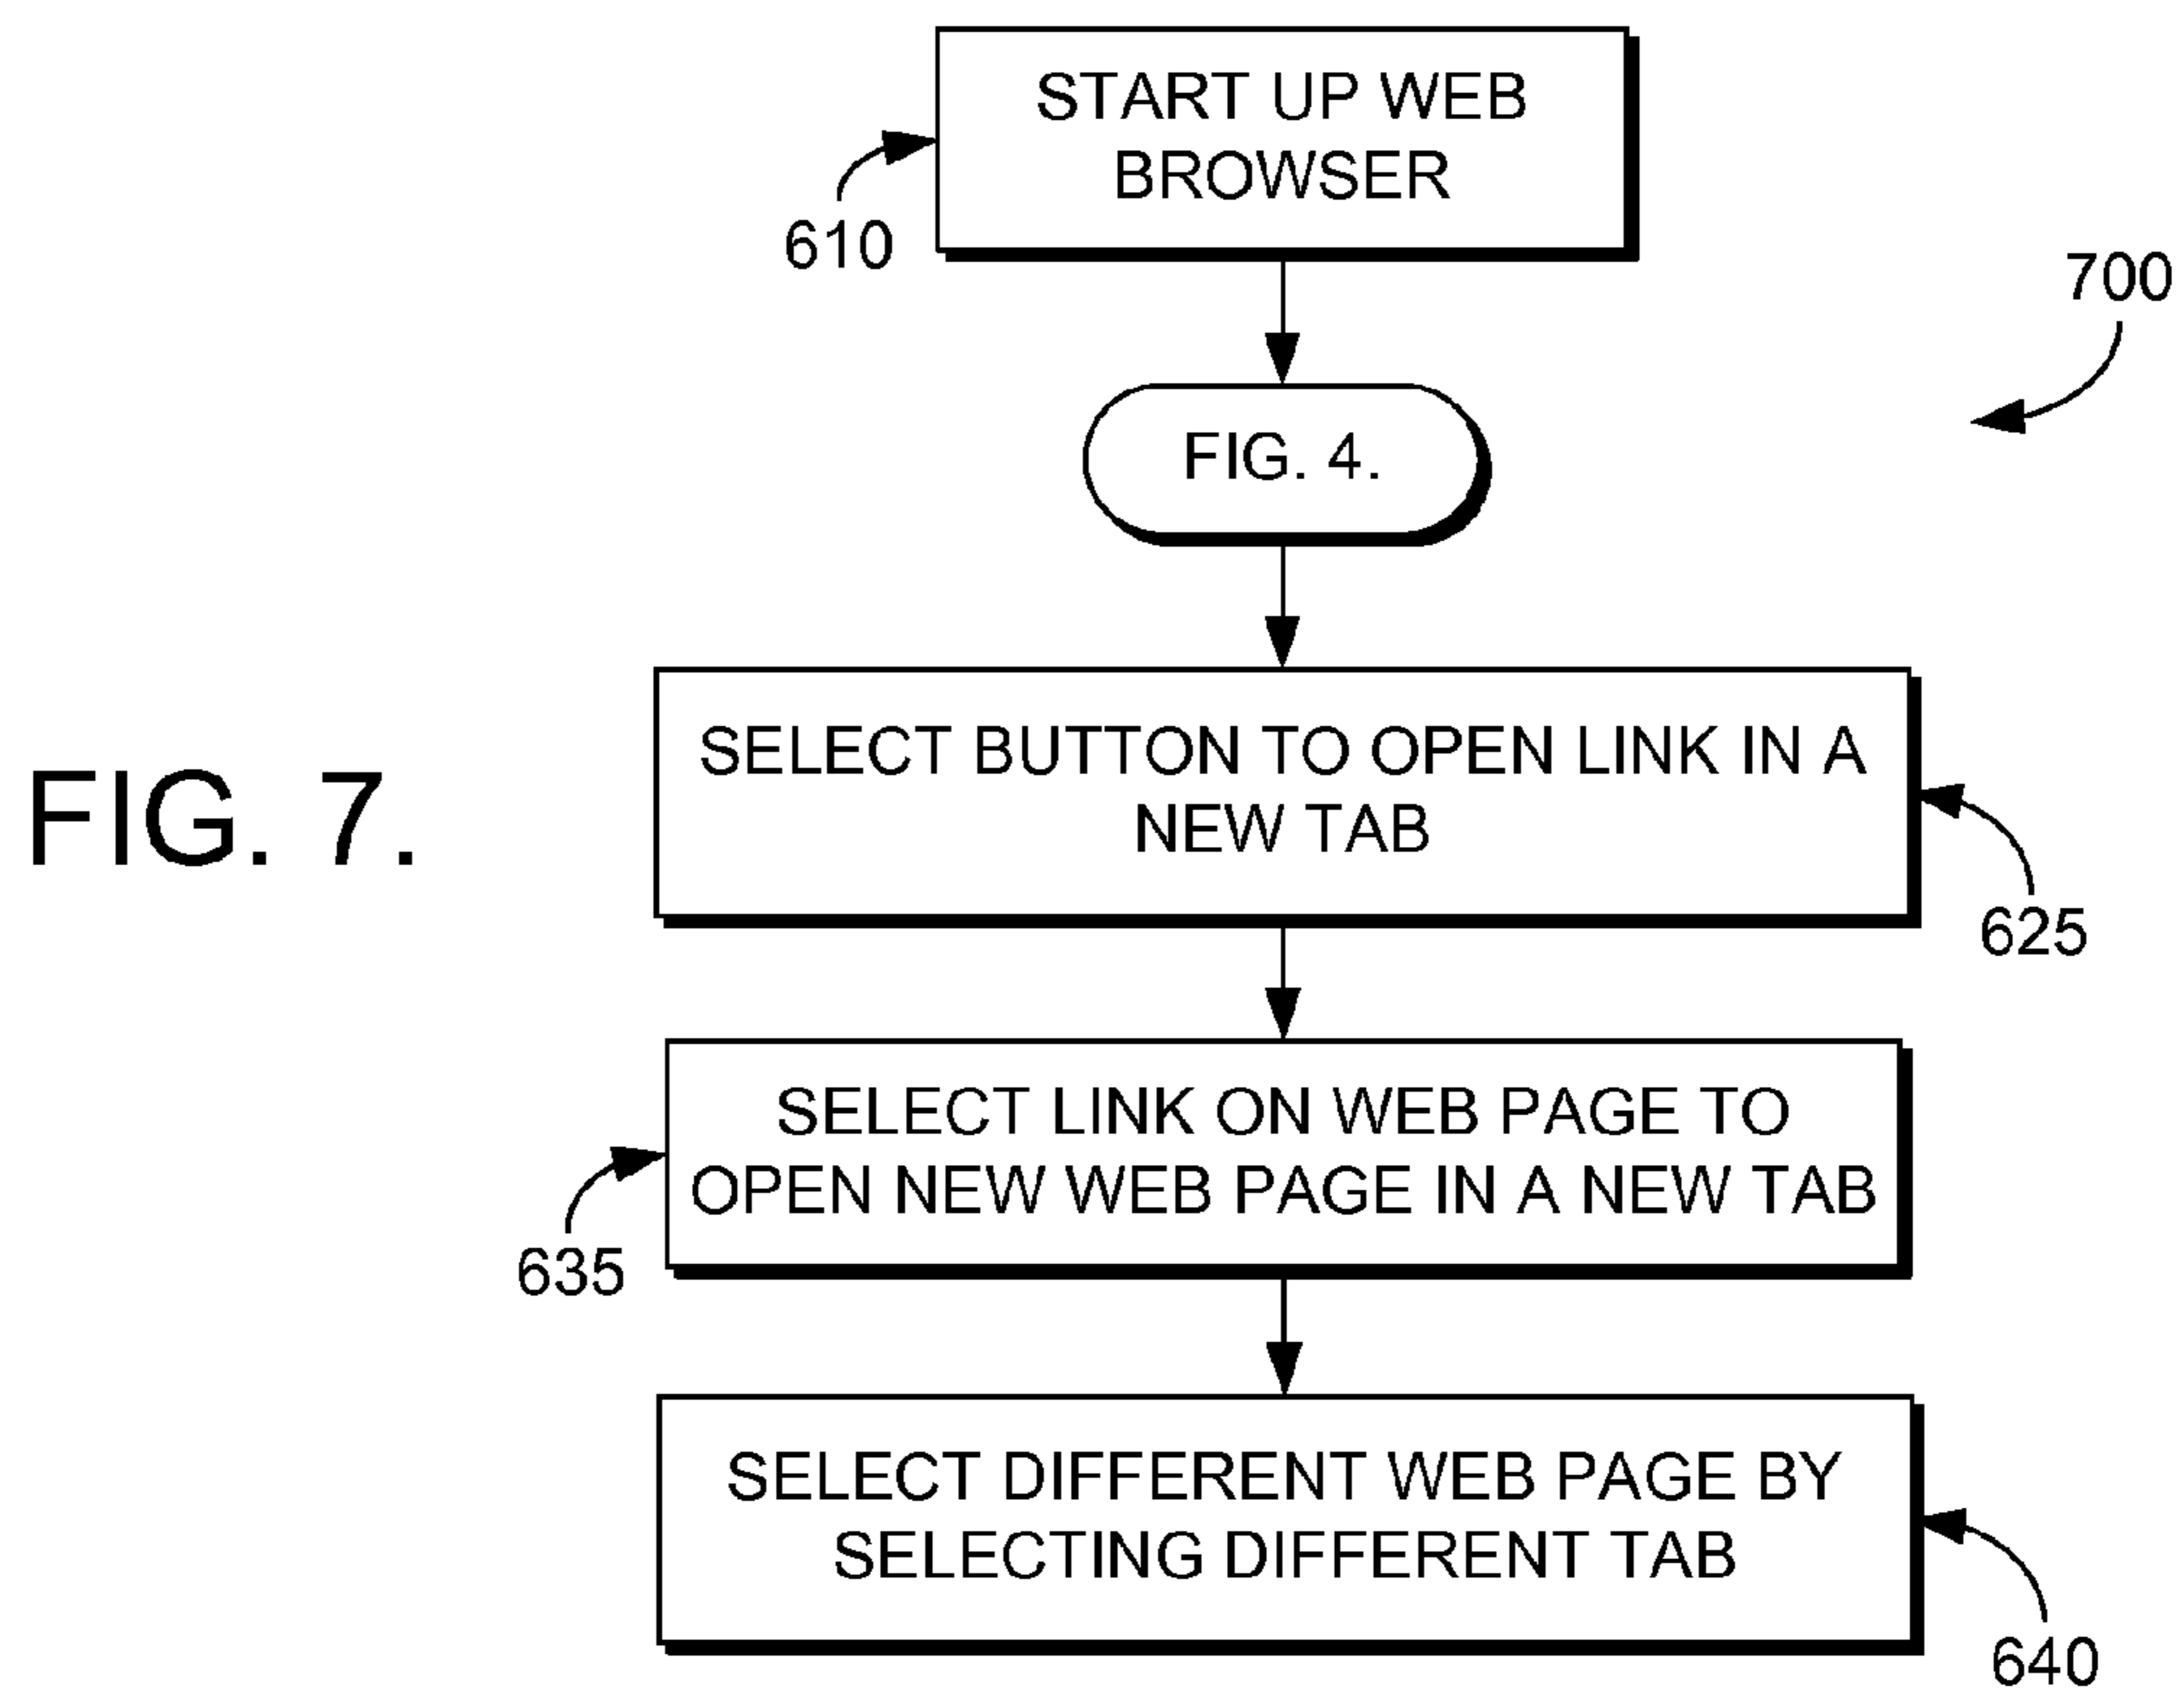 START UP WEB
BROWSER
610
700
FIG. 4.
SELECT BUTTON TO OPEN LINK IN A
NEW TAB
FIG. 7.
625
SELECT LINK ON WEB PAGE TO
OPEN NEW WEB PAGE IN A NEW TAB
635
SELECT DIFFERENT WEB PAGE BY
SELECTING DIFFERENT TAB
640